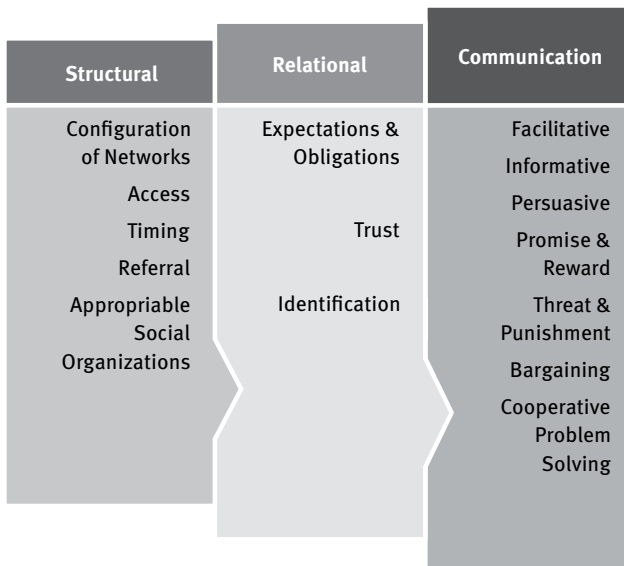 Structural
Configuration
of Networks
Access
Timing
Referral
Appropriable
Social
Organizations
Relational
Expectations &
Obligations
Trust
Identification
Communication
Facilitative
Informative
Persuasive
Promise &
Reward
Threat &
Punishment
Bargaining
Cooperative
Problem
Solving